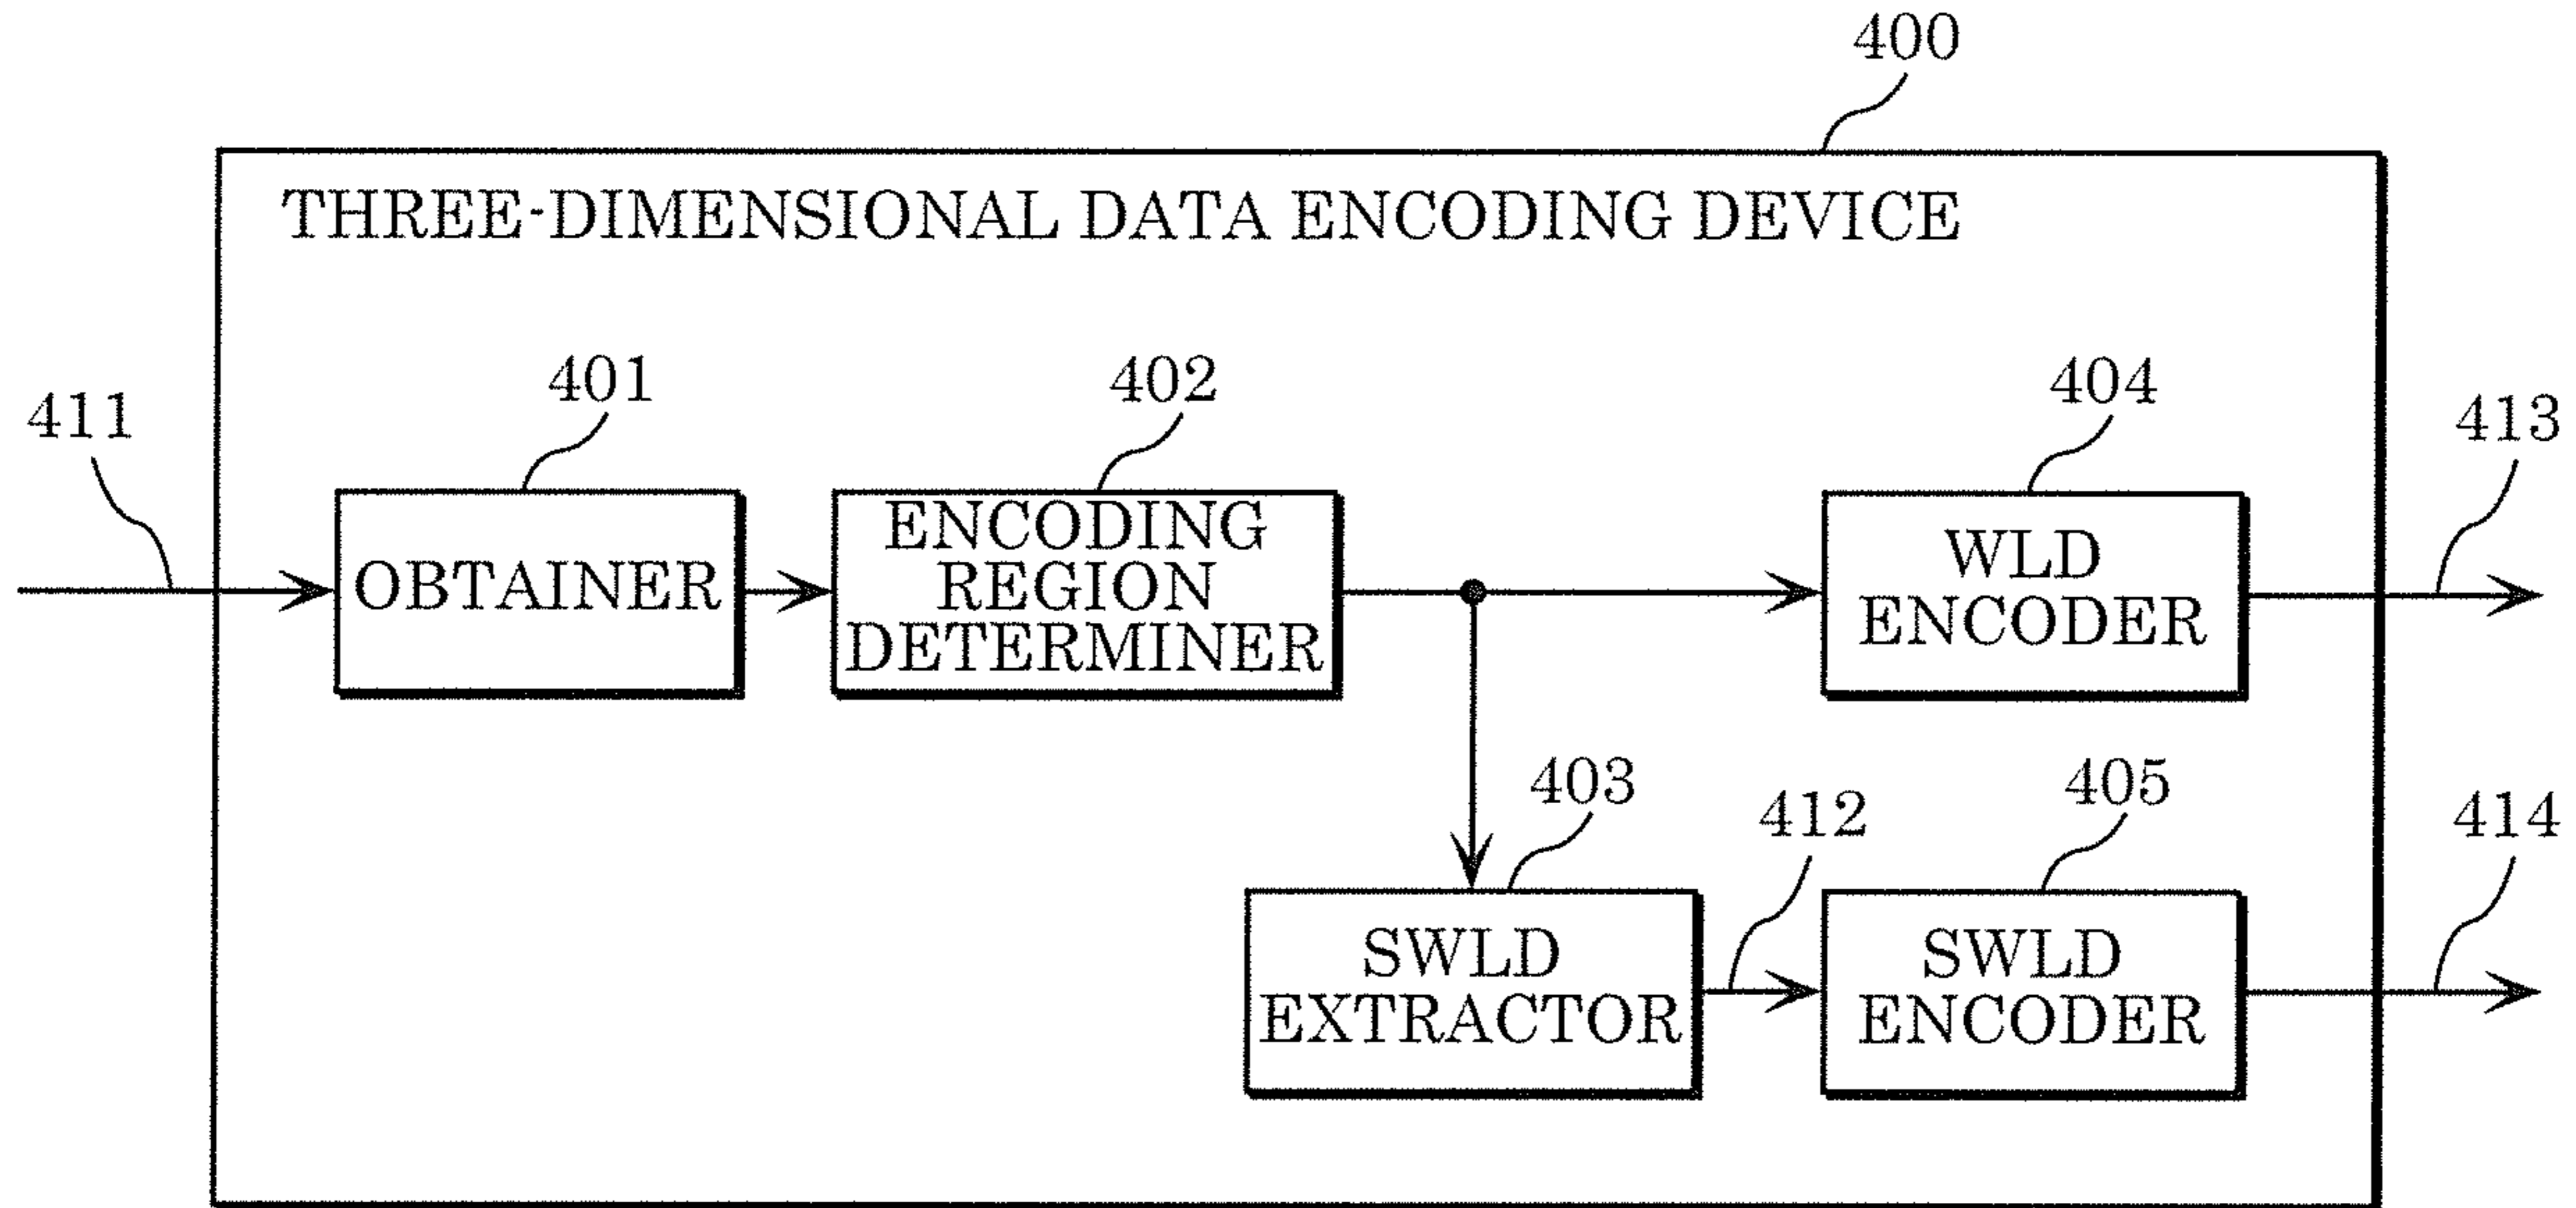 400
THREE-DIMENSIONAL DATA ENCODING DEVICE
411
401
402
404
413
OBTAINER
ENCODING
REGION
DETERMINER
WLD
ENCODER
403
412
405
414
SWLD
EXTRACTOR
SWLD
ENCODER